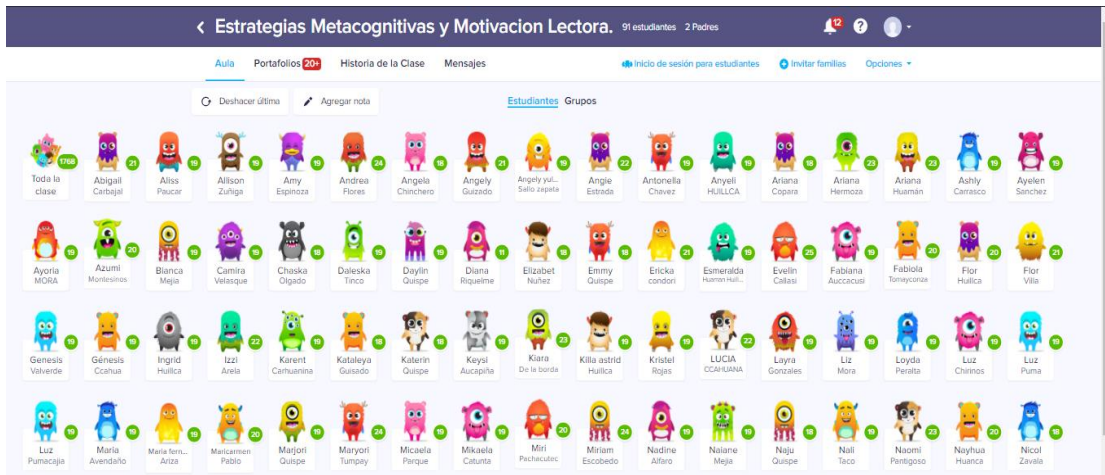 Estrategias Metacognitivas y Motivacion Lectora. 91 estudiantes 2 Padres 12
Aula Portafolios 20+ Historia de la Clase Mensajes Inicio de sesión para estudiantes Invitar familias Opciones
Deshacer última Agregar nota Estudiantes Grupos
1768 21 19 19 19 24 18 21 19 22 19 19 18 23 23 19 19
Toda la Abigail Aliss Allison Amy Andrea Angela Angely Angely yul... Angie Antonella Anyeli Ariana Ariana Ariana Ashly Ayelen
clase Carbajal Paucar Zuñiga Espinoza Flores Chinchero Guizado Salio zapata Estrada Chavez HUILLCA Copara Hermoza Huamán Carrasco Sanchez
19 20 19 19 18 19 19 11 18 18 21 19 25 19 20 20 21
Ayoria Azumi Blanca Camira Chaska Daleska Daylin Diana Elizabet Emmy Ericka Esmeralda Evelin Fabiana Fabiola Flor Flor
MORA Montesinos Mejia Velasque Olgado Tinco Quispe Riquelme Nuñez Quispe condori Callasi Auccacusi Huillca Villa
19 18 19 22 19 18 19 19 23 19 19 22 19 19 19 19 19
Genesis Génesis Ingrid Izzi Karent Kataleya Katerin Keysi Kiara Killa astrid Kristel LUCIA Layra Liz Loyda Luz Luz
Valverde Ccahua Huillca Arela Carhuanina Guisado Quispe Aucapiña De la borda Huillca Rojas CCAHUANA Gonzales Mora Peralta Chirinos Puma
19 19 19 20 19 24 19 19 20 24 19 19 19 19 23 20 18
Luz Maria Maria fern... Maricarmen Marjori Maryori Micaela Mikaela Miri Miriam Nadine Naiane Naju Nali Naomi Nayhua Nicol
Pumacajia Avendaño Ariza Pablo Quispe Tumpay Parque Catunta Pachacutec Escobedo Alfaro Mejia Quispe Taco Pantigoso Huanca Zavala